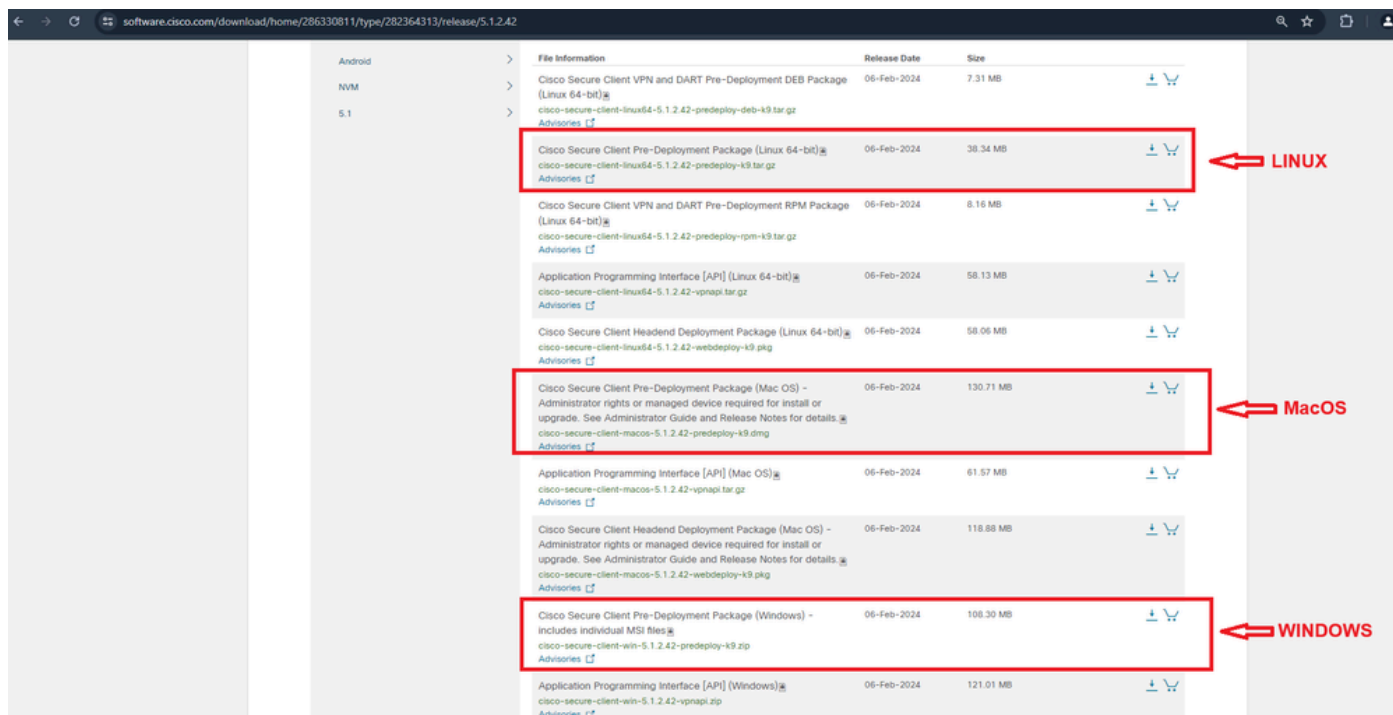 software.cisco.com/download/home/286330811/type/282364313/release/5.1.2.42
Android
NVM
5.1
File Information Release Date Size
Cisco Secure Client VPN and DART Pre-Deployment DEB Package 06-Feb-2024 7.31 MB
(Linux 64-bit)
cisco-secure-client-linux64-5.1.2.42-predeploy-deb-k9.tar.gz
Advisories
Cisco Secure Client Pre-Deployment Package (Linux 64-bit) 06-Feb-2024 38.34 MB
cisco-secure-client-linux64-5.1.2.42-predeploy-k9.tar.gz
Advisories
LINUX
Cisco Secure Client VPN and DART Pre-Deployment RPM Package 06-Feb-2024 8.16 MB
(Linux 64-bit)
cisco-secure-client-linux64-5.1.2.42-predeploy-rpm-k9.tar.gz
Advisories
Application Programming Interface [API] (Linux 64-bit) 06-Feb-2024 58.13 MB
cisco-secure-client-linux64-5.1.2.42-vpnapi.tar.gz
Advisories
Cisco Secure Client Headend Deployment Package (Linux 64-bit) 06-Feb-2024 58.06 MB
cisco-secure-client-linux64-5.1.2.42-webdeploy-k9.pkg
Advisories
Cisco Secure Client Pre-Deployment Package (Mac OS) - 06-Feb-2024 130.71 MB
Administrator rights or managed device required for install or
upgrade. See Administrator Guide and Release Notes for details.
cisco-secure-client-macos-5.1.2.42-predeploy-k9.dmg
Advisories
MacOS
Application Programming Interface [API] (Mac OS) 06-Feb-2024 61.57 MB
cisco-secure-client-macos-5.1.2.42-vpnapi.tar.gz
Advisories
Cisco Secure Client Headend Deployment Package (Mac OS) - 06-Feb-2024 118.88 MB
Administrator rights or managed device required for install or
upgrade. See Administrator Guide and Release Notes for details.
cisco-secure-client-macos-5.1.2.42-webdeploy-k9.pkg
Advisories
Cisco Secure Client Pre-Deployment Package (Windows) - 06-Feb-2024 108.30 MB
includes individual MSI files
cisco-secure-client-win-5.1.2.42-predeploy-k9.zip
Advisories
WINDOWS
Application Programming Interface [API] (Windows) 06-Feb-2024 121.01 MB
cisco-secure-client-win-5.1.2.42-vpnapi.zip
Advisories